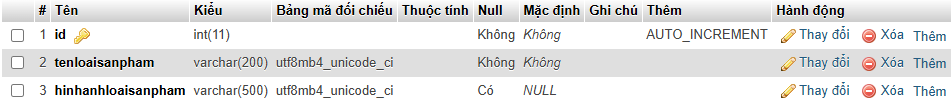 # Tên Kiểu Bảng mã đối chiếu Thuộc tính Null Mặc định Ghi chú Thêm Hành động
1 id int(11) Không Không AUTO_INCREMENT Thay đổi Xóa Thêm
2 tenloaisanpham varchar(200) utf8mb4_unicode_ci Không Không Thay đổi Xóa Thêm
3 hinhanhloaisanpham varchar(500) utf8mb4_unicode_ci Có NULL Thay đổi Xóa Thêm